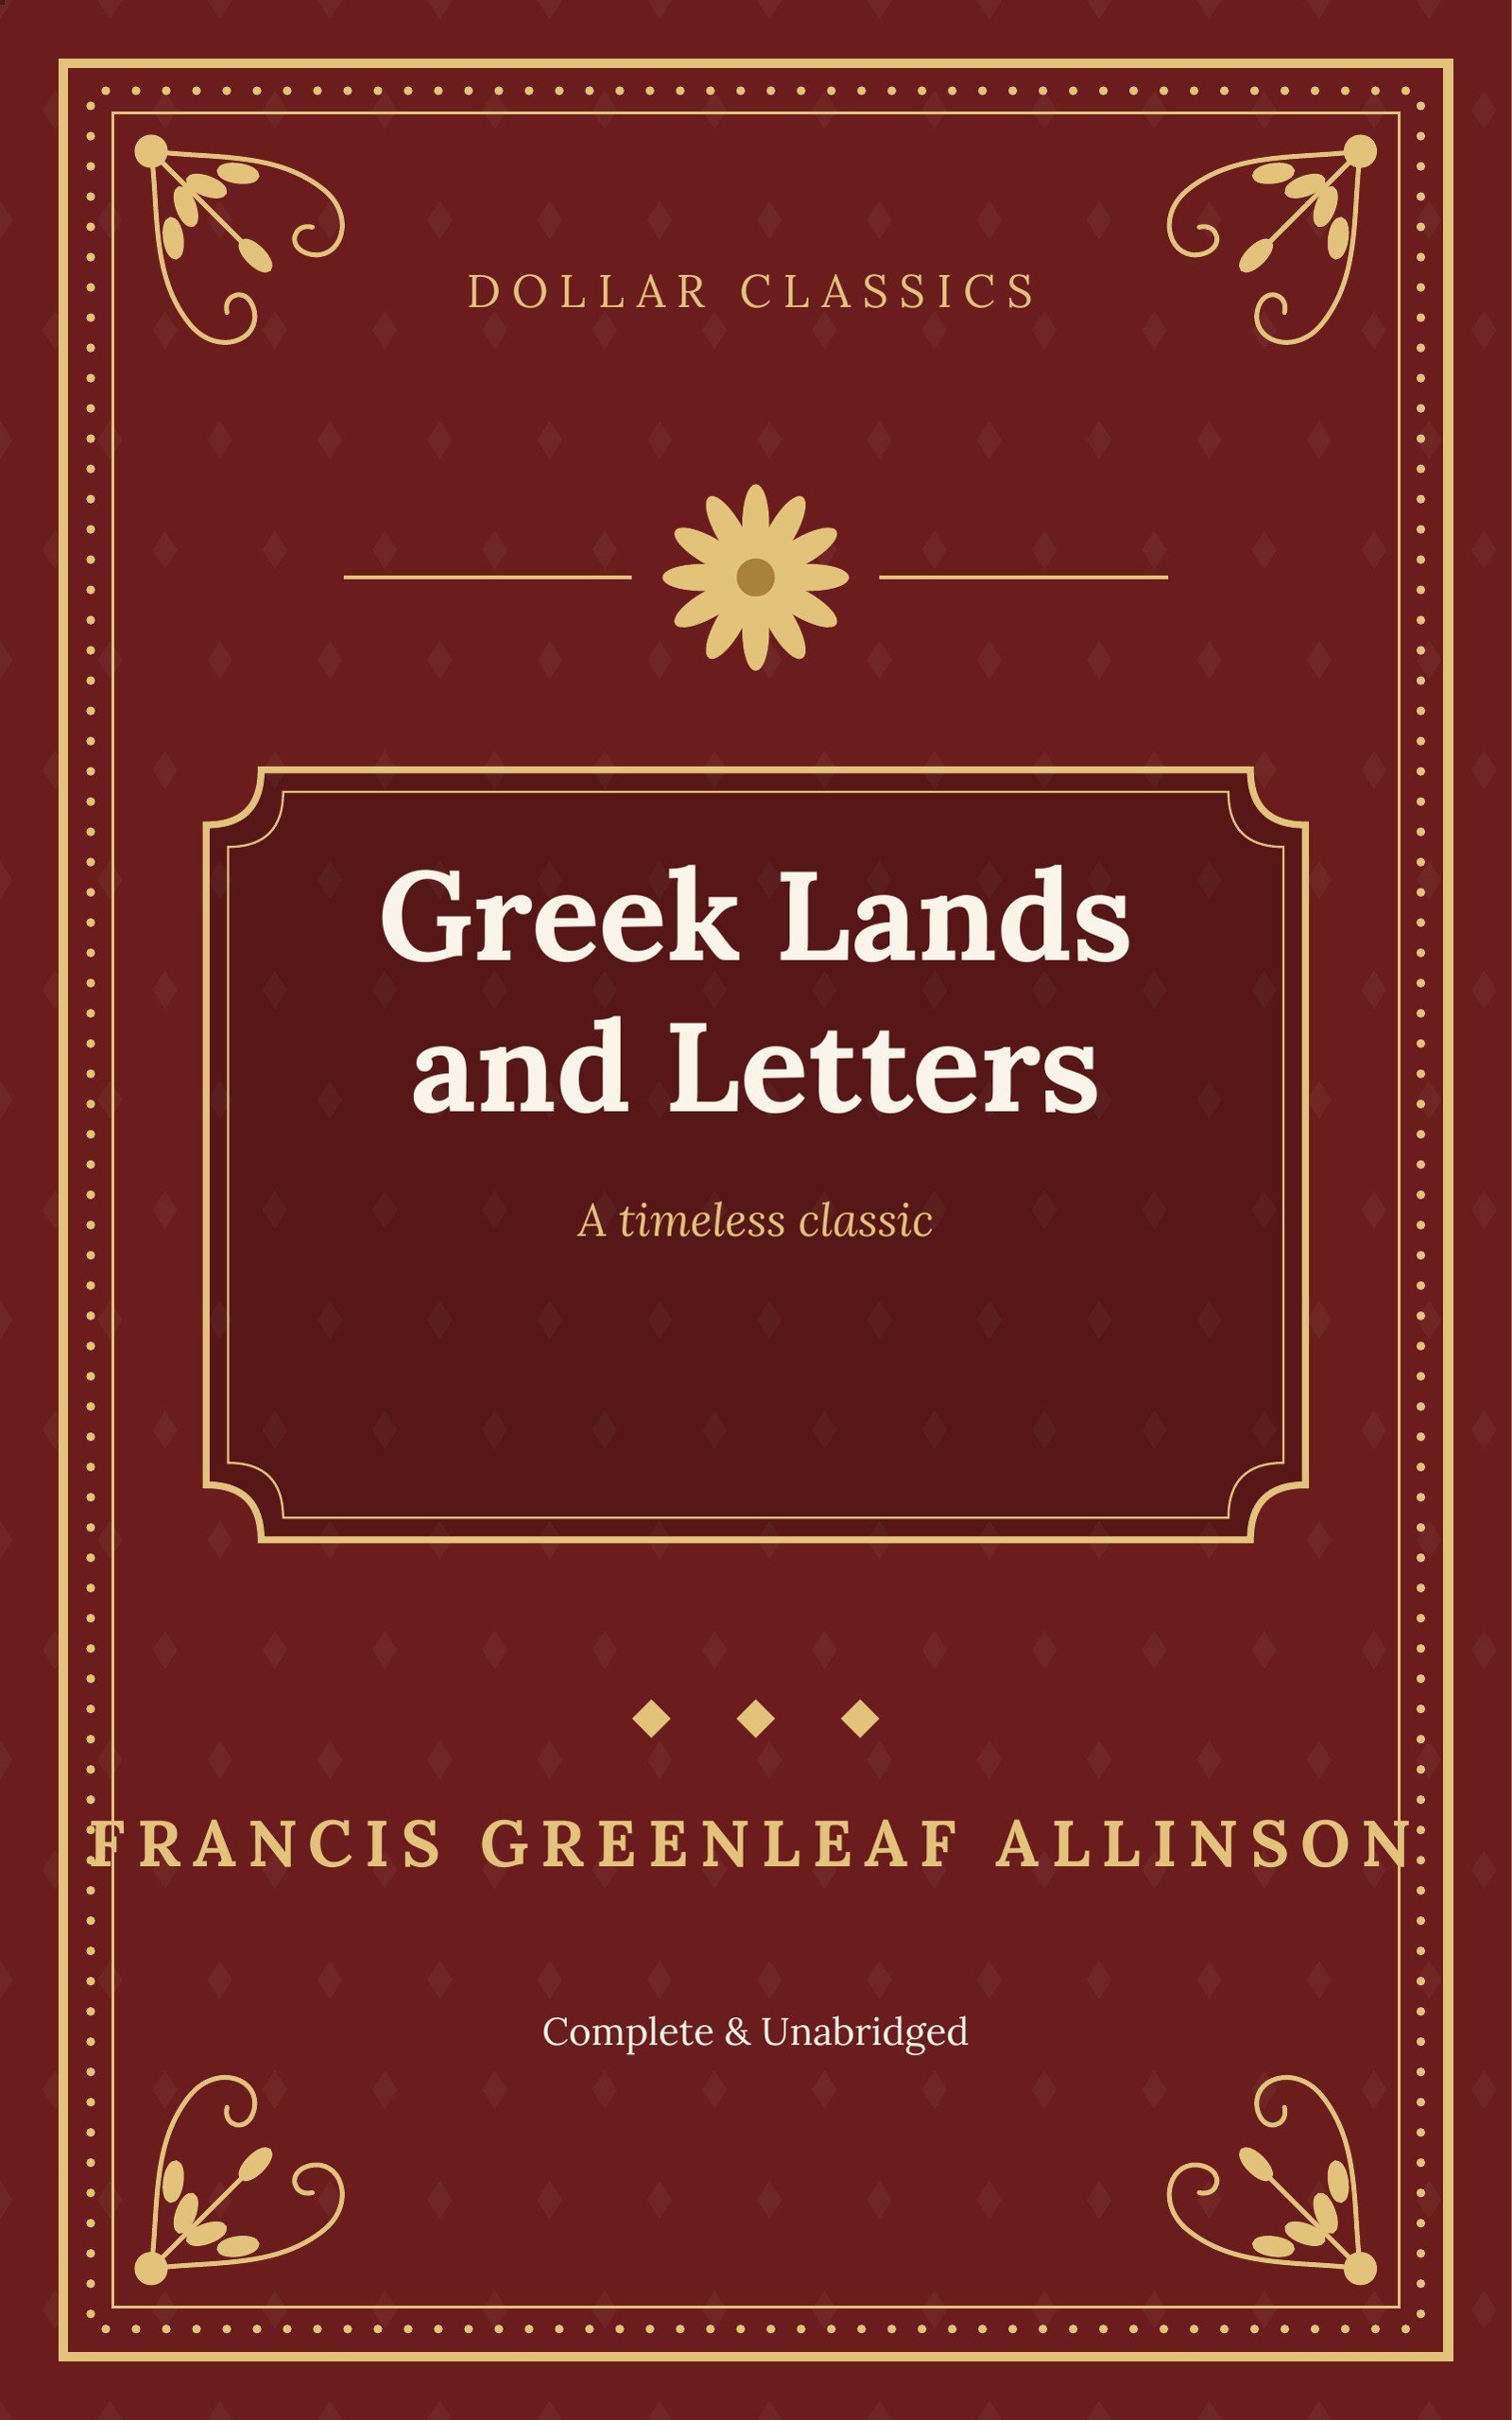 DOLLAR CLASSICS
Greek Lands
and Letters
A timeless classic
FRANCIS GREENLEAF ALLINSON
Complete & Unabridged